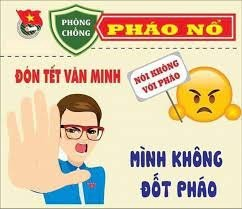 PHÒNG
CHỐNG
PHÁO NỔ
ĐÓN TẾT VĂN MINH
NÓI KHÔNG
VỚI PHÁO
MÌNH KHÔNG
ĐỐT PHÁO